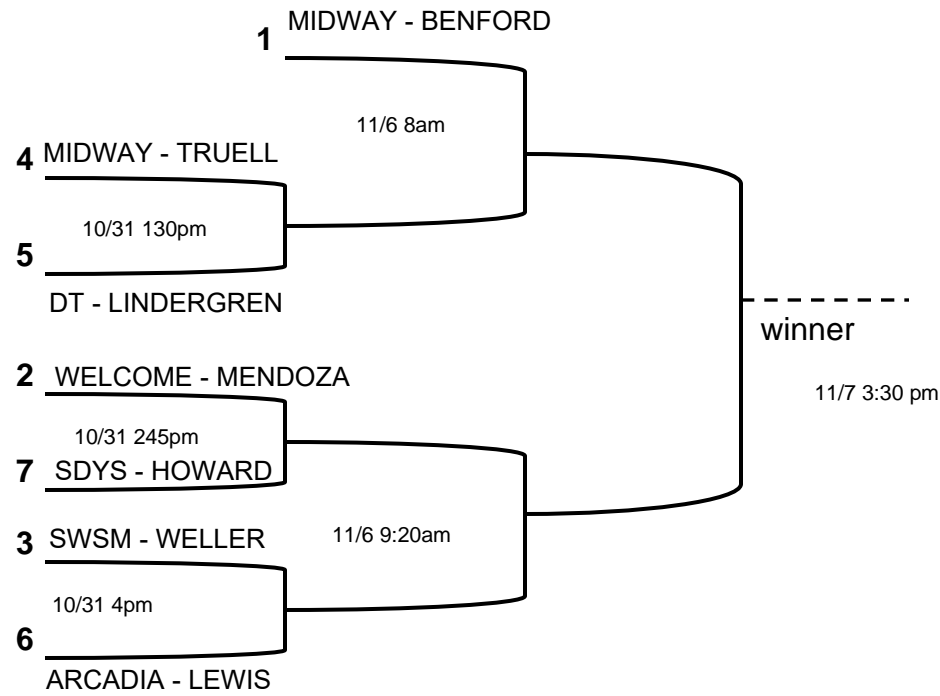 MIDWAY - BENFORD
1
11/6 8am
4 MIDWAY - TRUELL
10/31 130pm
5
DT - LINDERGREN
winner
2 WELCOME - MENDOZA
11/7 3:30 pm
10/31 245pm
7 SDYS - HOWARD
3 SWSM - WELLER
11/6 9:20am
10/31 4pm
6
ARCADIA - LEWIS